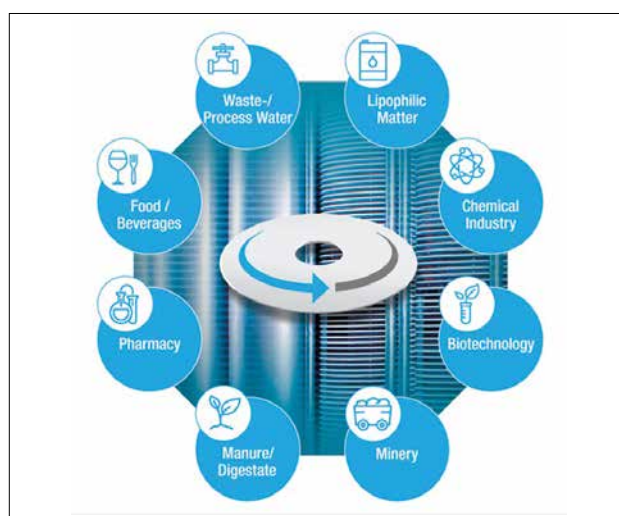 Waste-/
Process Water
Lipophilic
Matter
Food /
Beverages
Chemical
Industry
Pharmacy
Biotechnology
Manure/
Digestate
Minery